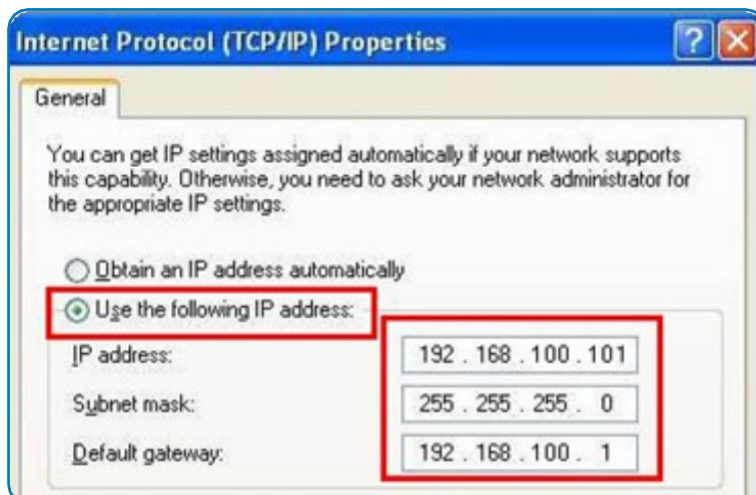 Internet Protocol (TCP/IP) Properties
General
You can get IP settings assigned automatically if your network supports
this capability. Otherwise, you need to ask your network administrator for
the appropriate IP settings.
Obtain an IP address automatically
Use the following IP address:
IP address: 192 . 168 . 100 . 101
Subnet mask: 255 . 255 . 255 . 0
Default gateway: 192 . 168 . 100 . 1